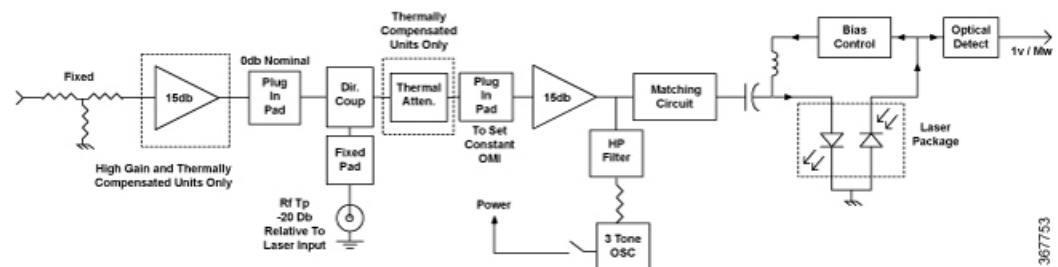 Fixed
15db
High Gain and Thermally
Compensated Units Only
0db Nominal
Plug
In
Pad
Dir.
Coup
Fixed
Pad
Rf Tp
-20 Db
Relative To
Laser Input
Thermally
Compensated
Units Only
Thermal
Atten.
Plug
In
Pad
To Set
Constant
OMI
15db
HP
Filter
Power
3 Tone
OSC
Matching
Circuit
Bias
Control
Optical
Detect
1v / Mw
Laser
Package
367753